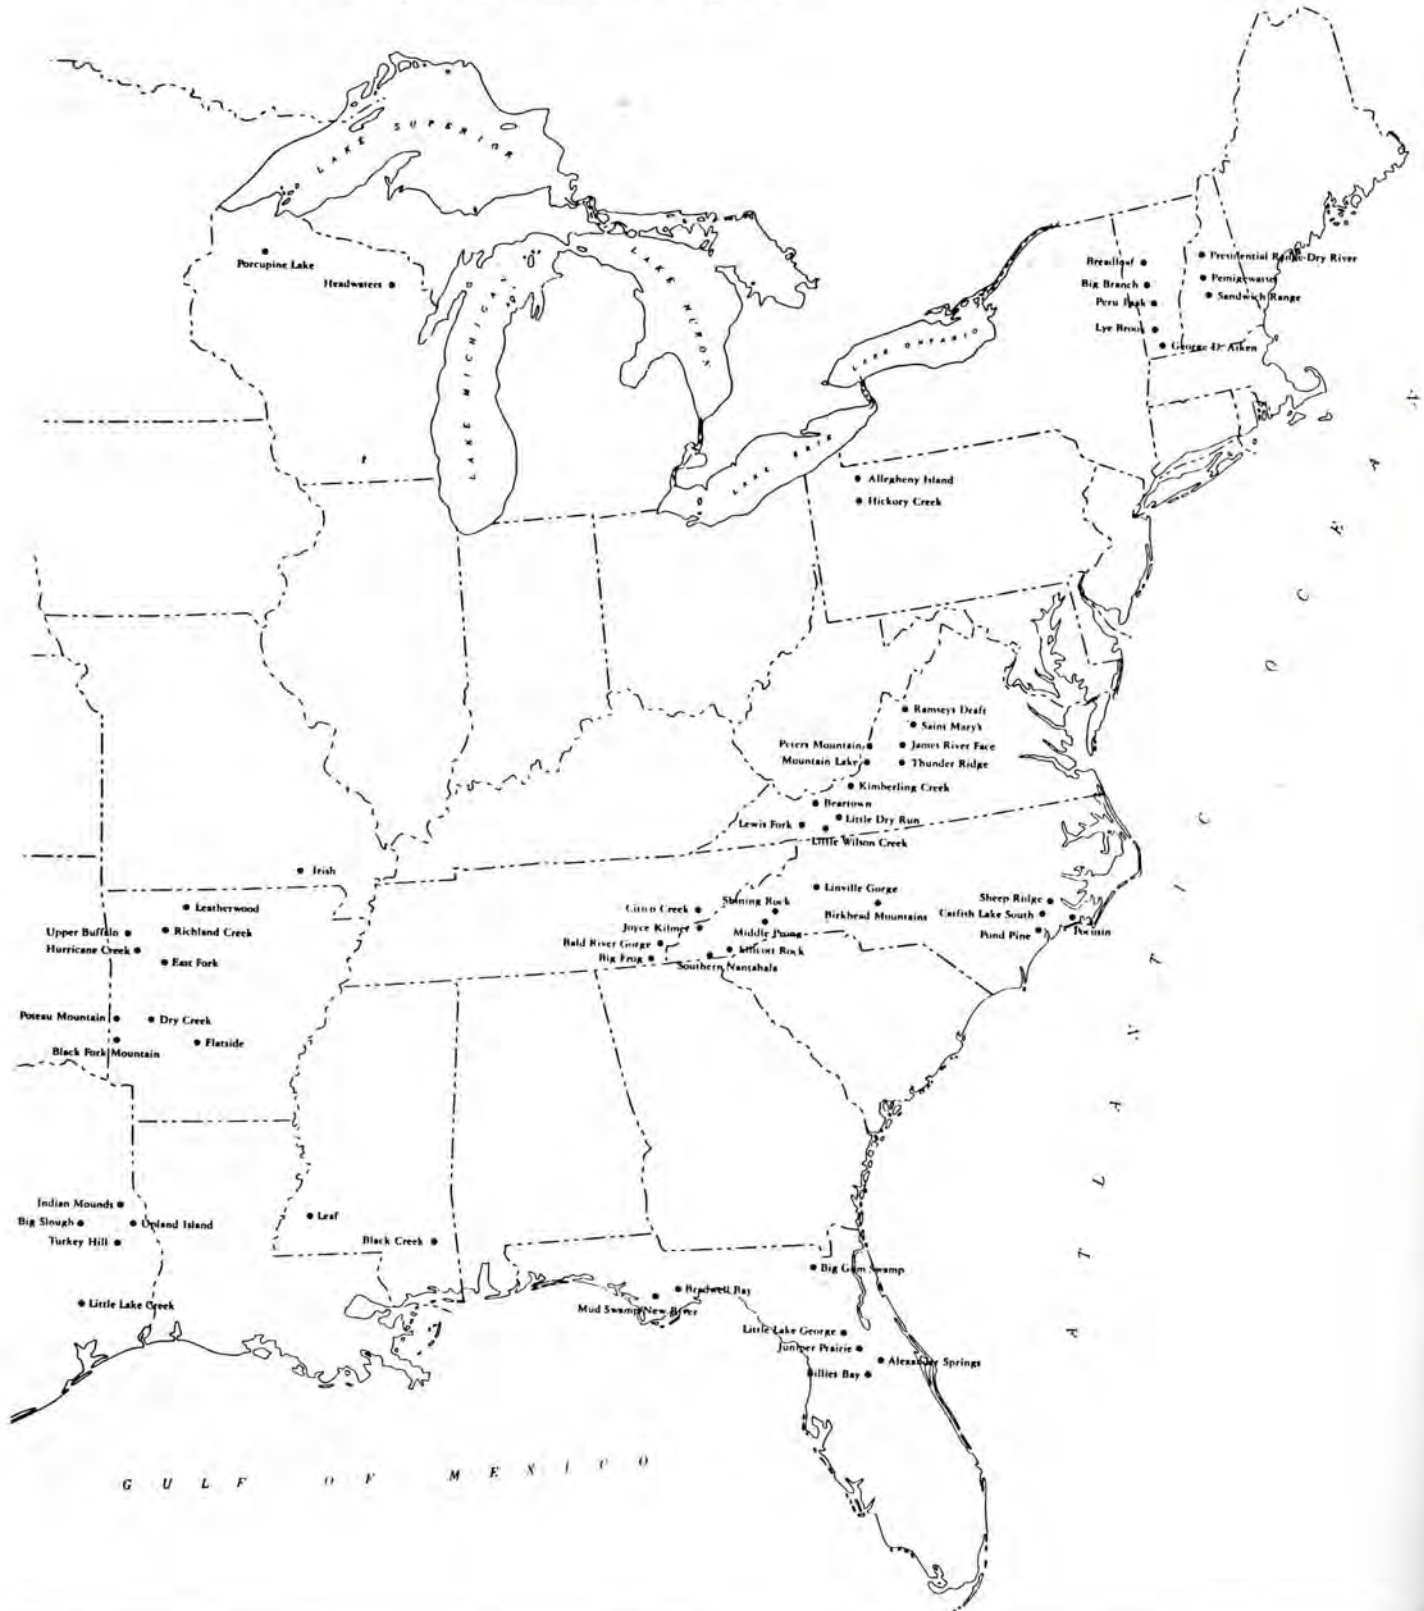 LAKE SUPERIOR
Porcupine Lake
Headwaters
LAKE MICHIGAN
LAKE HURON
LAKE ONTARIO
LAKE ERIE
Breadloaf
Presidential Range-Dry River
Big Branch
Pemigewasset
Peru Peak
Sandwich Range
Lye Brook
George D. Aiken
Allegheny Island
Hickory Creek
ATLANTIC OCEAN
Ramseys Draft
Saint Mary's
Peters Mountain
James River Face
Mountain Lake
Thunder Ridge
Kimberling Creek
Beartown
Little Dry Run
Lewis Fork
Little Wilson Creek
Irish
Leatherwood
Upper Buffalo
Richland Creek
Hurricane Creek
East Fork
Poteau Mountain
Dry Creek
Black Fork Mountain
Flatside
Linville Gorge
Citico Creek
Shining Rock
Birkhead Mountains
Sheep Ridge
Catfish Lake South
Pocosin
Pond Pine
Joyce Kilmer
Middle Prong
Bald River Gorge
Ellicott Rock
Big Frog
Southern Nantahala
Indian Mounds
Big Slough
Upland Island
Turkey Hill
Little Lake Creek
Leaf
Black Creek
Big Gum Swamp
Bradwell Bay
Mud Swamp/New River
Little Lake George
Juniper Prairie
Alexander Springs
Billies Bay
GULF OF MEXICO